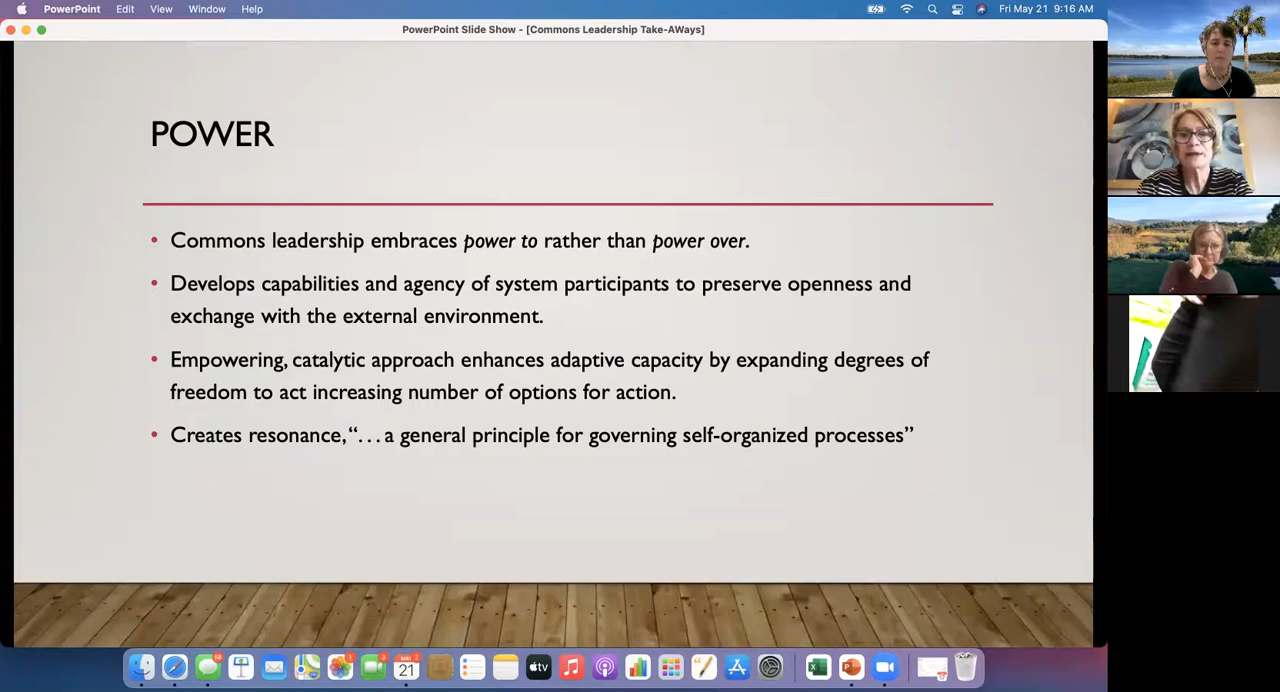 PowerPoint Edit View Window Help Fri May 21 9:16 AM
PowerPoint Slide Show - [Commons Leadership Take-AWays]
POWER
• Commons leadership embraces power to rather than power over.
• Develops capabilities and agency of system participants to preserve openness and
exchange with the external environment.
• Empowering, catalytic approach enhances adaptive capacity by expanding degrees of
freedom to act increasing number of options for action.
• Creates resonance, “. . . a general principle for governing self-organized processes”
21
tv